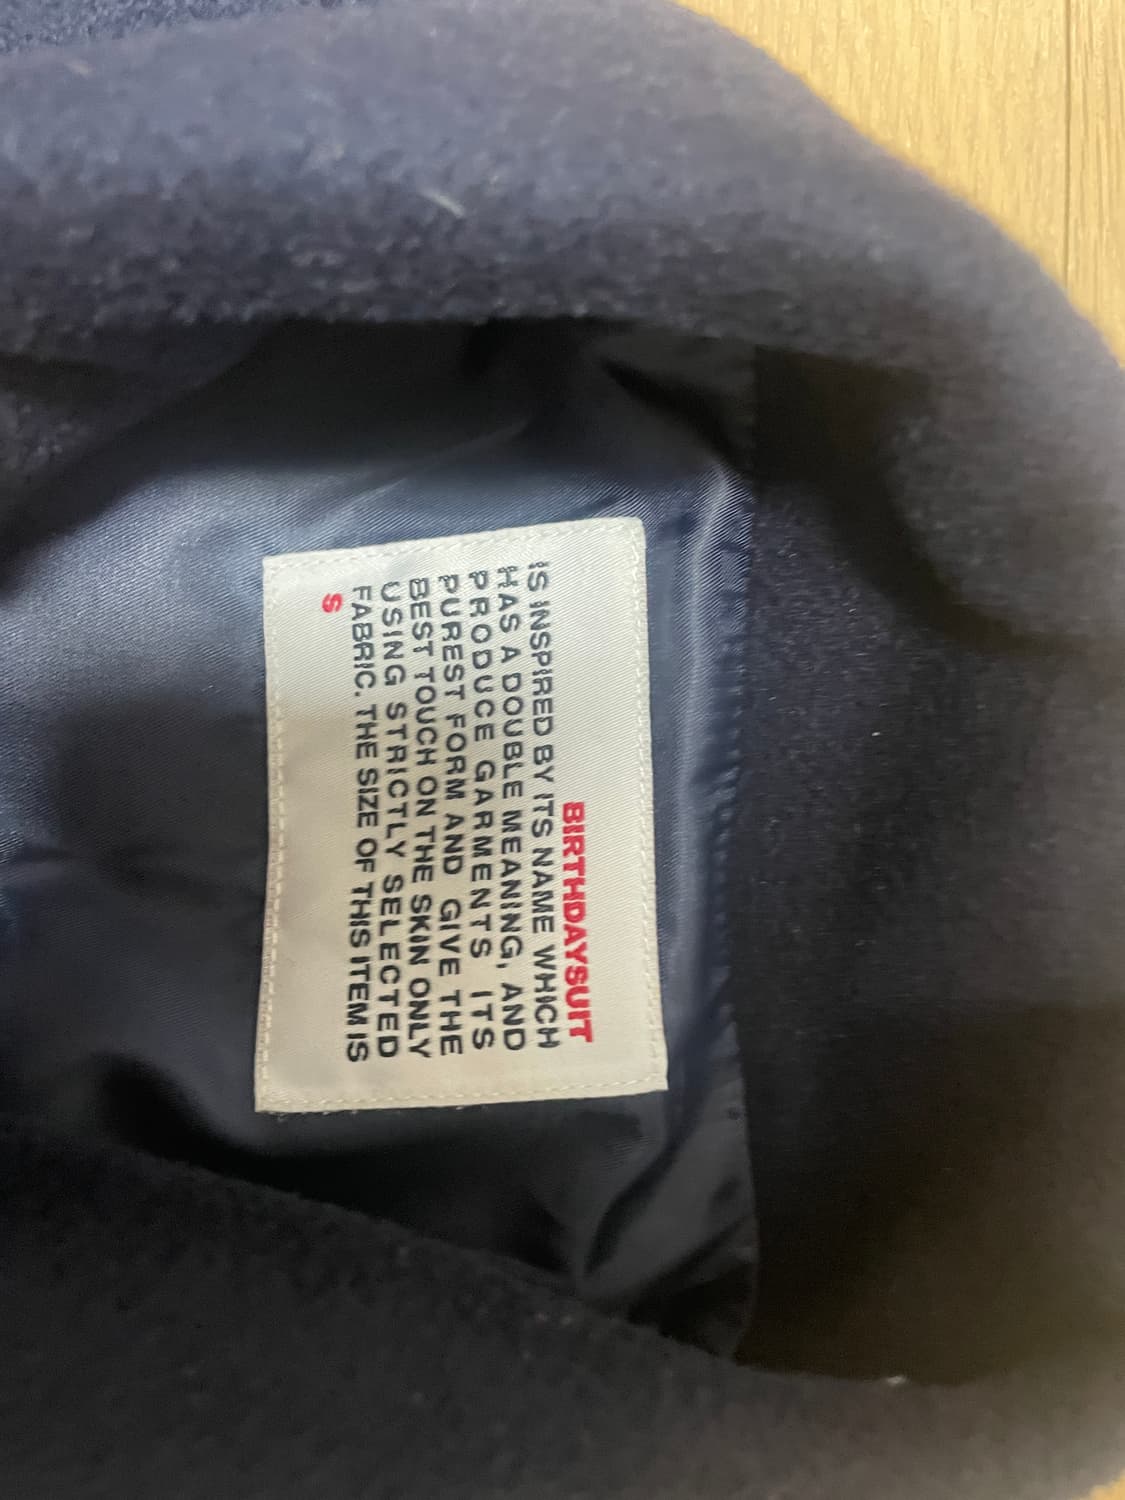 BIRTHDAYSUIT
IS INSPIRED BY ITS NAME WHICH
HAS A DOUBLE MEANING, AND
PRODUCE GARMENTS ITS
PUREST FORM AND GIVE THE
BEST TOUCH ON THE SKIN ONLY
USING STRICTLY SELECTED
FABRIC. THE SIZE OF THIS ITEM IS
S